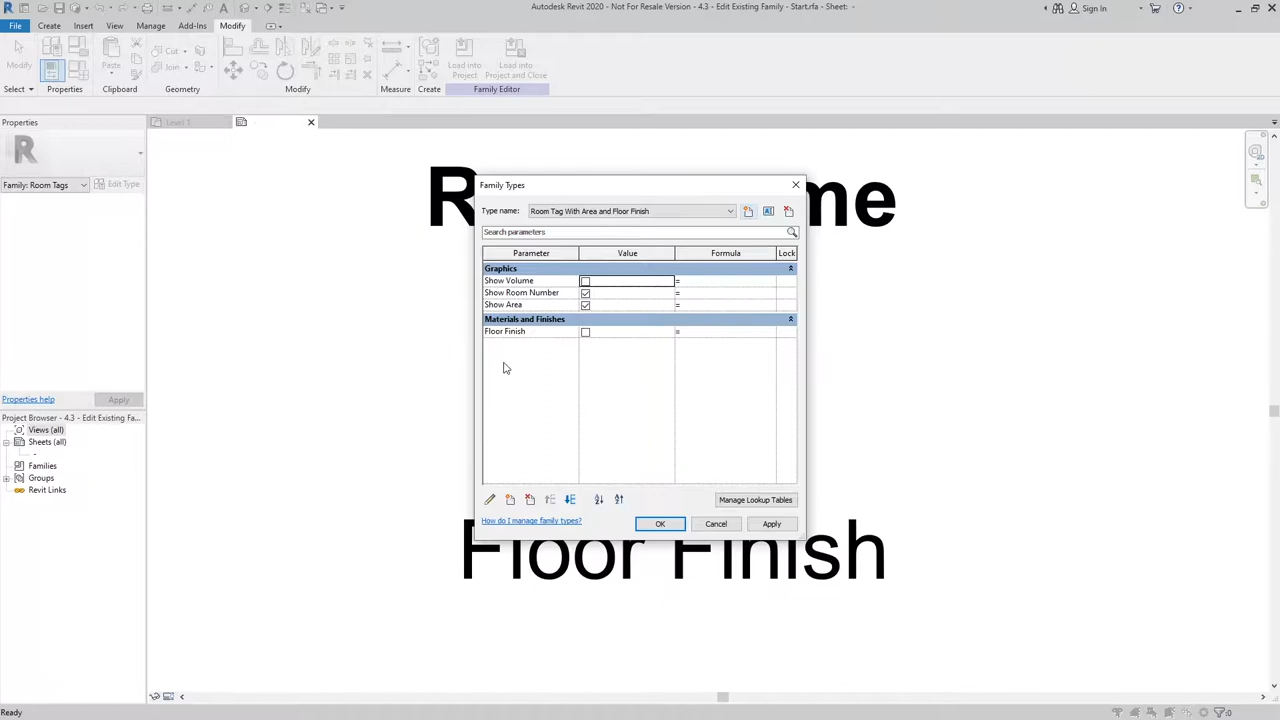 Autodesk Revit 2020 - Not For Resale Version - 4.3 - Edit Existing Family - Start.rfa - Sheet: -
Sign In
File Create Insert View Manage Add-Ins Modify
Modify
Paste
Cut
Join
Load into Project
Load into Project and Close
Select Properties Clipboard Geometry Modify Measure Create Family Editor
Properties
Level 1
-
Family: Room Tags
Edit Type
Properties help
Apply
Project Browser - 4.3 - Edit Existing Fa...
Views (all)
Sheets (all)
-
Families
Groups
Revit Links
R
me
Family Types
Type name:
Room Tag With Area and Floor Finish
Search parameters
Parameter Value Formula Lock
Graphics
Show Volume =
Show Room Number =
Show Area =
Materials and Finishes
Floor Finish =
Manage Lookup Tables
How do I manage family types?
OK Cancel Apply
Floor Finish
Ready
:0